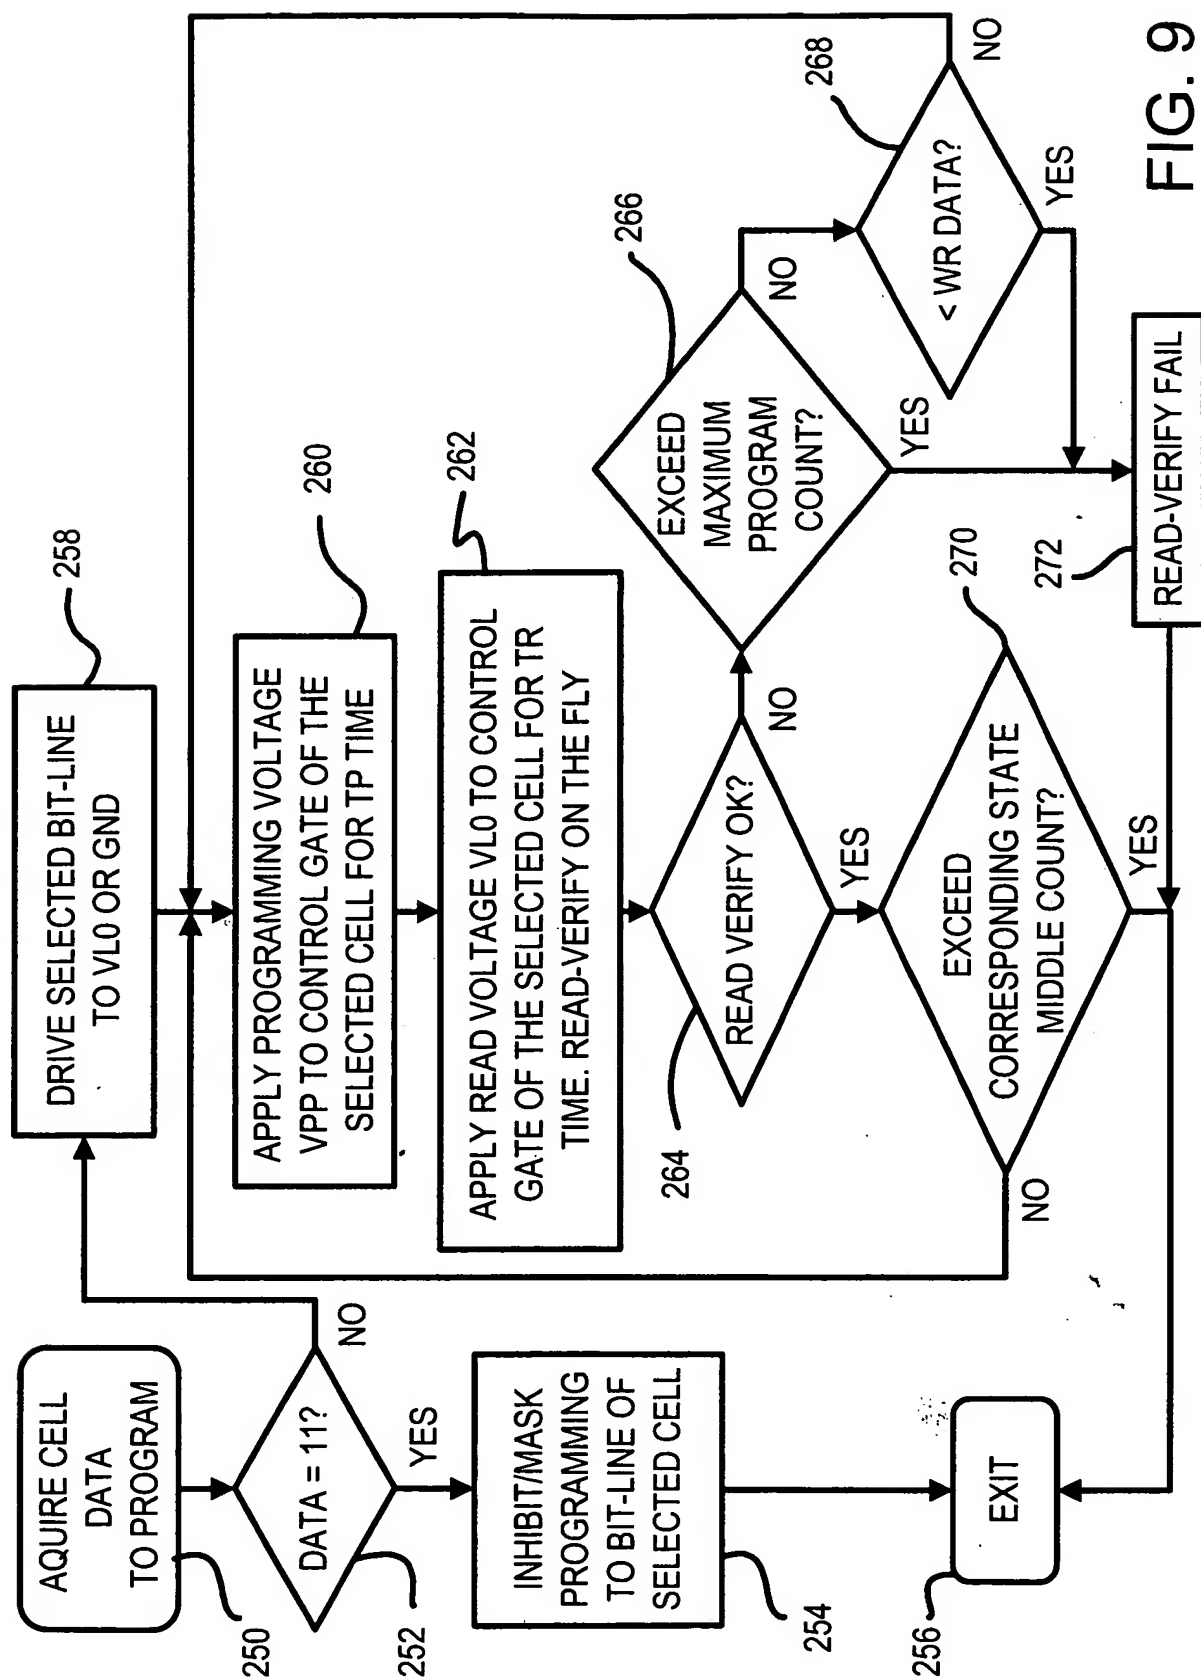 AQUIRE CELL
DATA
TO PROGRAM
250
DATA = 11?
252
NO
YES
INHIBIT/MASK
PROGRAMMING
TO BIT-LINE OF
SELECTED CELL
254
EXIT
256
DRIVE SELECTED BIT-LINE
TO VL0 OR GND
258
APPLY PROGRAMMING VOLTAGE
VPP TO CONTROL GATE OF THE
SELECTED CELL FOR TP TIME
260
APPLY READ VOLTAGE VL0 TO CONTROL
GATE OF THE SELECTED CELL FOR TR
TIME. READ-VERIFY ON THE FLY
262
READ VERIFY OK?
264
NO
YES
EXCEED
CORRESPONDING STATE
MIDDLE COUNT?
270
NO
YES
EXCEED
MAXIMUM
PROGRAM
COUNT?
266
NO
YES
< WR DATA?
268
NO
YES
READ-VERIFY FAIL
272
FIG. 9